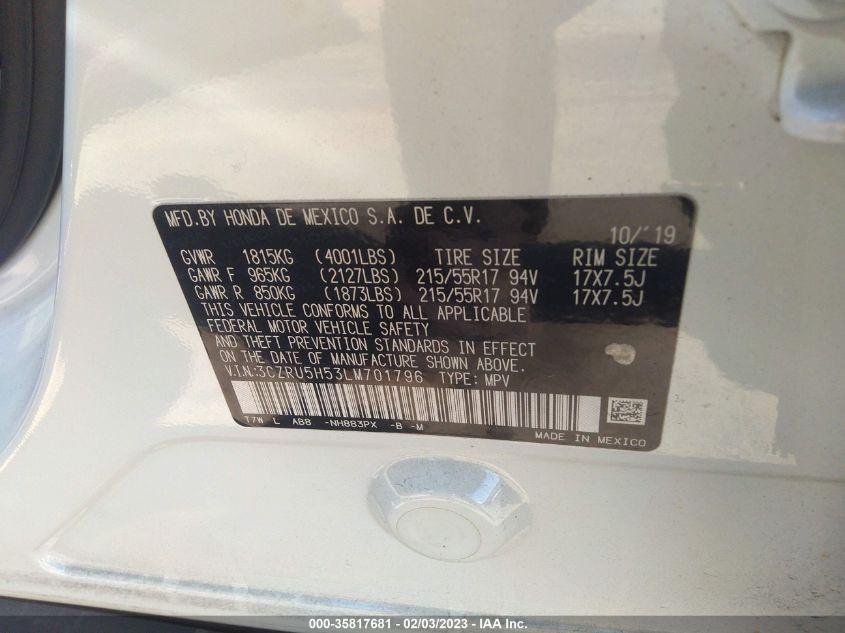 MFD.BY HONDA DE MEXICO S.A. DE C.V.
10/'19
GVWR 1815KG (4001LBS) TIRE SIZE RIM SIZE
GAWR F 965KG (2127LBS) 215/55R17 94V 17X7.5J
GAWR R 850KG (1873LBS) 215/55R17 94V 17X7.5J
THIS VEHICLE CONFORMS TO ALL APPLICABLE
FEDERAL MOTOR VEHICLE SAFETY
AND THEFT PREVENTION STANDARDS IN EFFECT
ON THE DATE OF MANUFACTURE SHOWN ABOVE.
V.I.N:3CZRU5H53LM701796 TYPE: MPV
T7W L ABB -NH883PX -B -M
MADE IN MEXICO
000-35817681 - 02/03/2023 - IAA Inc.